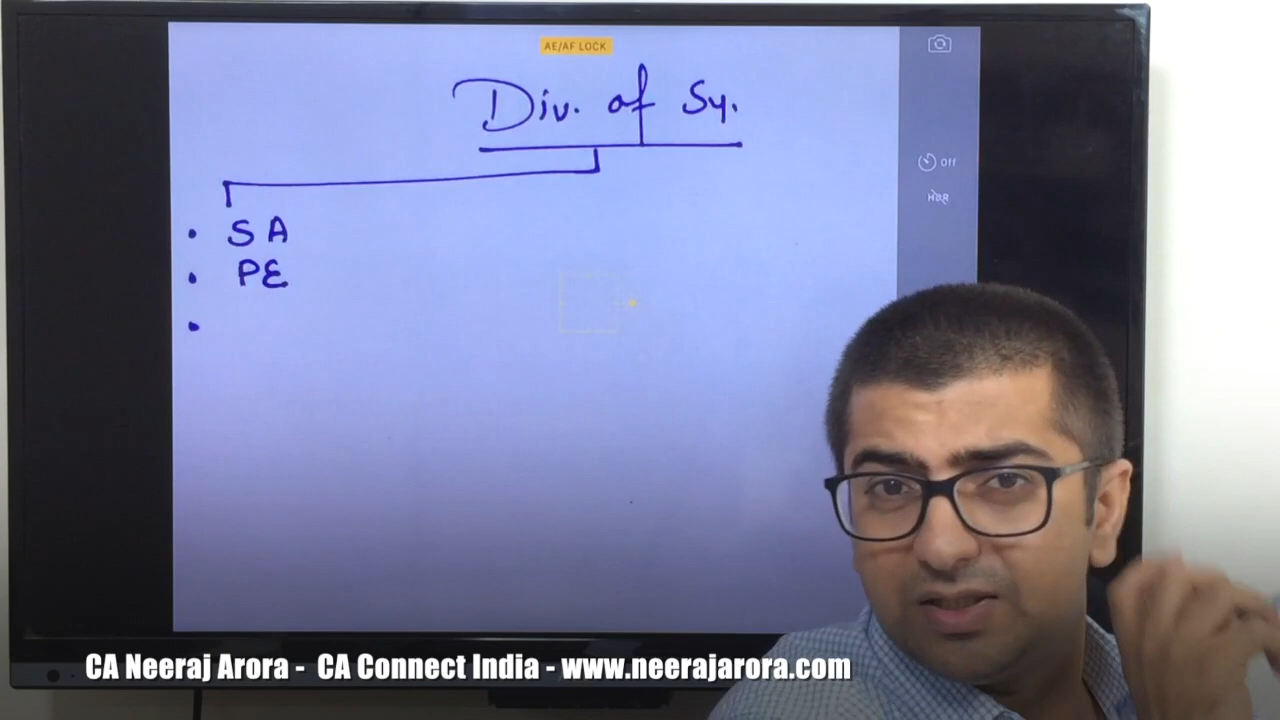 AE/AF LOCK
Div. of Sy.
Off
• SA
• PE
•
CA Neeraj Arora - CA Connect India - www.neerajarora.com